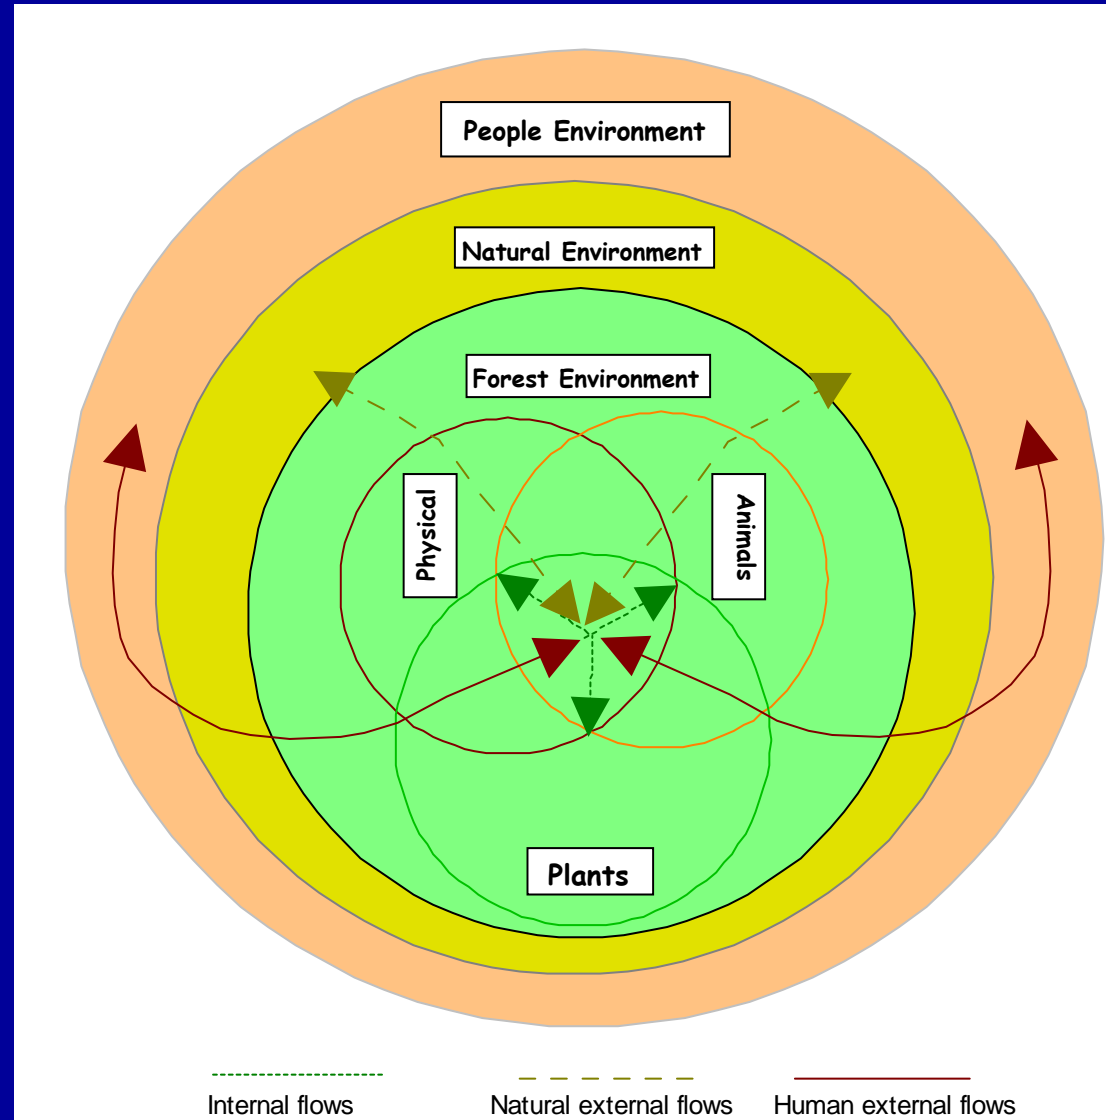 People Environment
Natural Environment
Forest Environment
Physical
Animals
Plants
Internal flows
Natural external flows
Human external flows